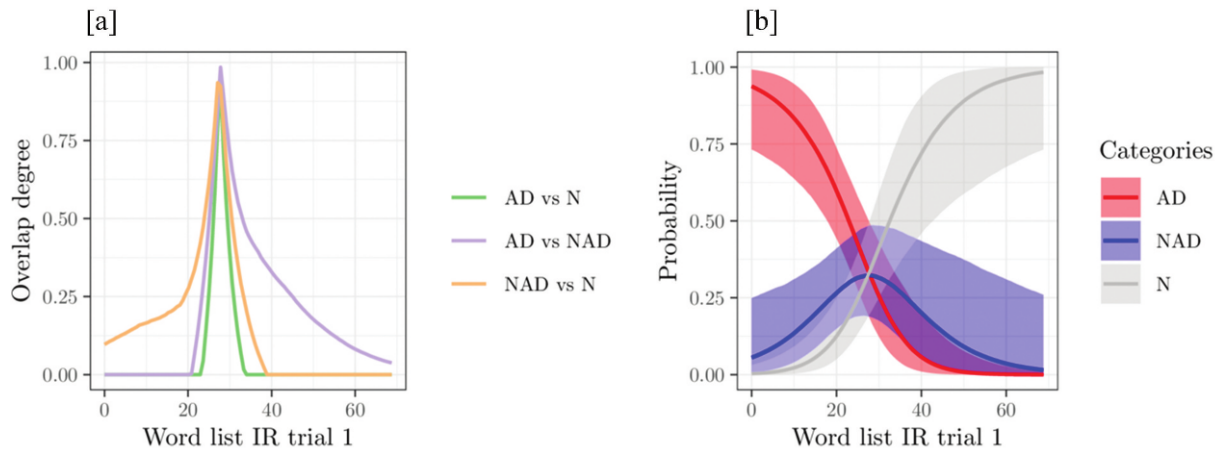 [a]
1.00
0.75
0.50
0.25
0.00
Overlap degree
0
20
40
60
Word list IR trial 1
AD vs N
AD vs NAD
NAD vs N
[b]
1.00
0.75
0.50
0.25
0.00
Probability
0
20
40
60
Word list IR trial 1
Categories
AD
NAD
N